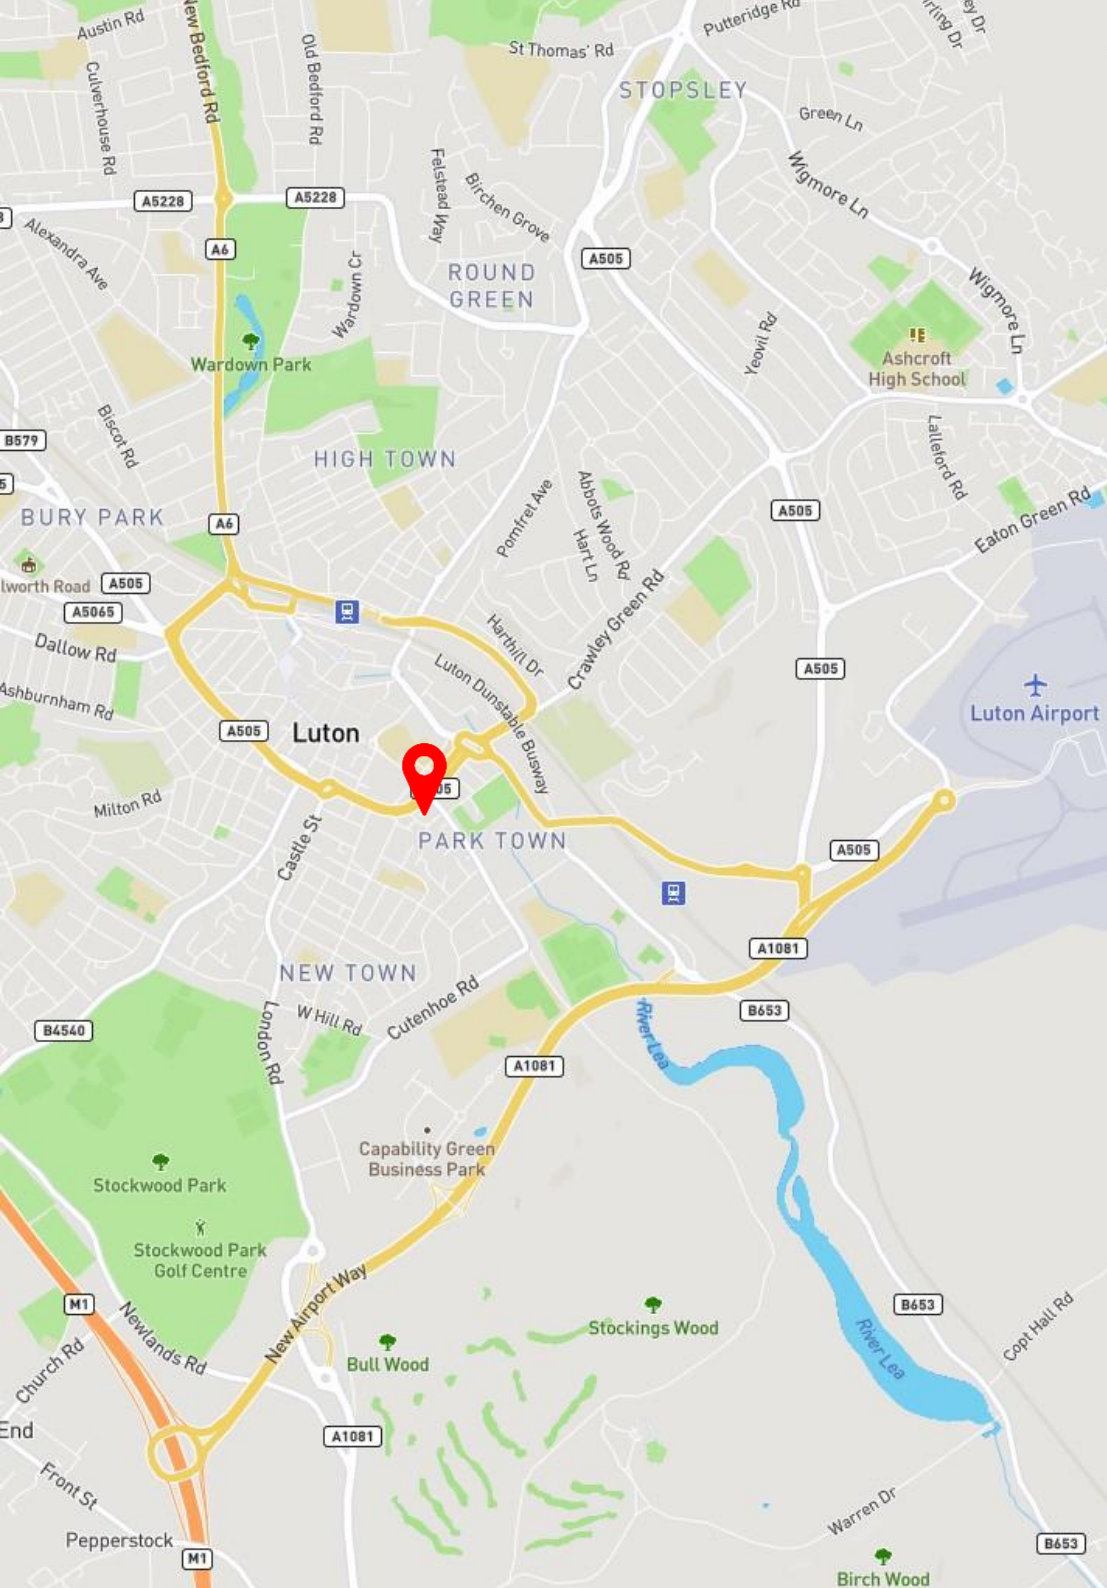 Austin Rd
New Bedford Rd
Old Bedford Rd
Culverhouse Rd
St Thomas' Rd
Putteridge Rd
STOPSLEY
Green Ln
Wigmore Ln
Felstead Way
Birchen Grove
A5228
A5228
Alexandra Ave
A6
A505
ROUND
GREEN
Wardown Cr
Wigmore Ln
Yeovil Rd
Ashcroft
High School
Wardown Park
Biscot Rd
B579
HIGH TOWN
Lalleford Rd
Abbots Wood Rd
Pomfret Ave
BURY PARK
A6
A505
Eaton Green Rd
Hart Ln
lworth Road
A505
A5065
Crawley Green Rd
Harthill Dr
Dallow Rd
Luton Dunstable Busway
A505
Ashburnham Rd
Luton Airport
A505
Luton
05
Milton Rd
PARK TOWN
A505
Castle St
A1081
NEW TOWN
Cutenhoe Rd
B653
W Hill Rd
B4540
London Rd
River Lea
A1081
Capability Green
Business Park
Stockwood Park
Stockwood Park
Golf Centre
New Airport Way
M1
Newlands Rd
Church Rd
Stockings Wood
B653
Copt Hall Rd
River Lea
Bull Wood
End
A1081
Front St
Warren Dr
Pepperstock
M1
B653
Birch Wood